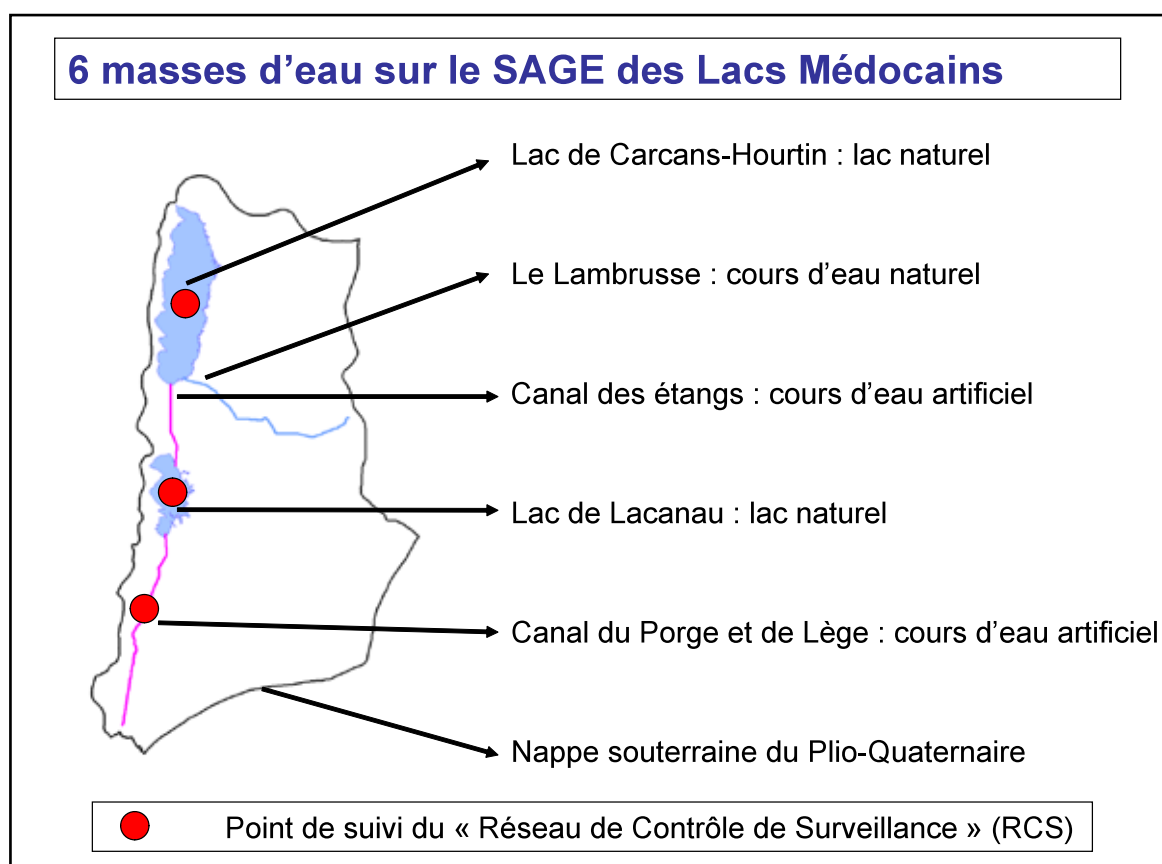 6 masses d'eau sur le SAGE des Lacs Médocains
Lac de Carcans-Hourtin : lac naturel
Le Lambrusse : cours d'eau naturel
Canal des étangs : cours d'eau artificiel
Lac de Lacanau : lac naturel
Canal du Porge et de Lège : cours d'eau artificiel
Nappe souterraine du Plio-Quaternaire
Point de suivi du « Réseau de Contrôle de Surveillance » (RCS)